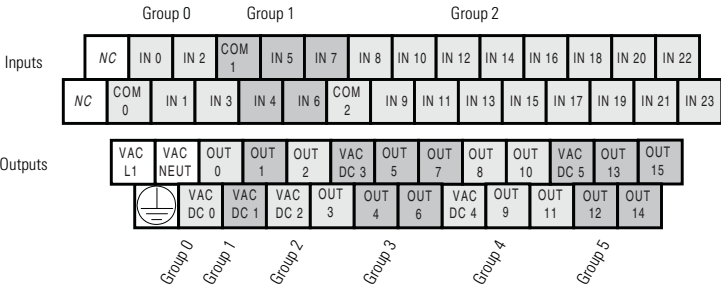 Group 0 Group 1 Group 2
Inputs
NC IN 0 IN 2 COM 1 IN 5 IN 7 IN 8 IN 10 IN 12 IN 14 IN 16 IN 18 IN 20 IN 22
NC COM 0 IN 1 IN 3 IN 4 IN 6 COM 2 IN 9 IN 11 IN 13 IN 15 IN 17 IN 19 IN 21 IN 23
Outputs
VAC L1 VAC NEUT OUT 0 OUT 1 OUT 2 VAC DC 3 OUT 5 OUT 7 OUT 8 OUT 10 VAC DC 5 OUT 13 OUT 15
VAC DC 0 VAC DC 1 VAC DC 2 OUT 3 OUT 4 OUT 6 VAC DC 4 OUT 9 OUT 11 OUT 12 OUT 14
Group 0 Group 1 Group 2 Group 3 Group 4 Group 5